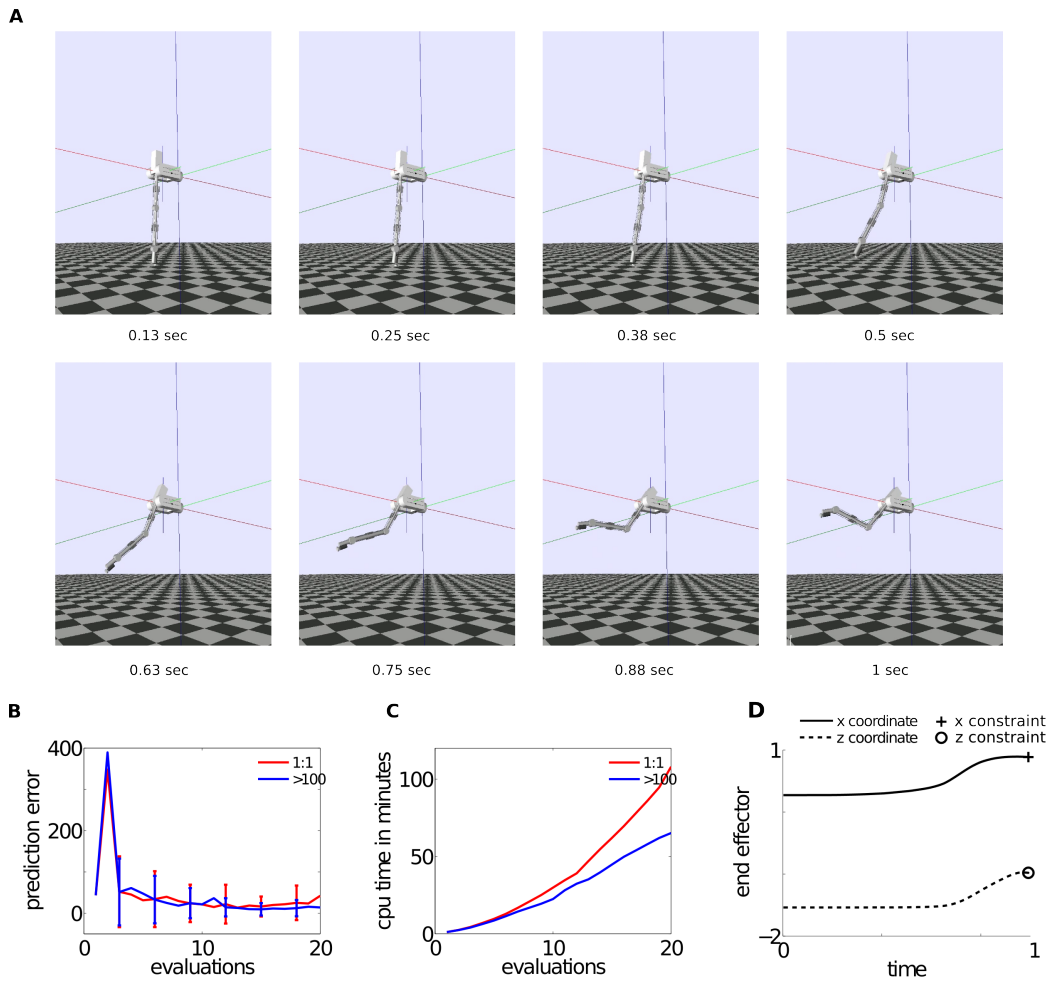 A
0.13 sec
0.25 sec
0.38 sec
0.5 sec
0.63 sec
0.75 sec
0.88 sec
1 sec
B
prediction error
400
200
0
0
10
20
evaluations
1:1
>100
C
cpu time in minutes
100
50
0
0
10
20
evaluations
1:1
>100
D
x coordinate
z coordinate
x constraint
z constraint
end effector
1
−2
0
1
time